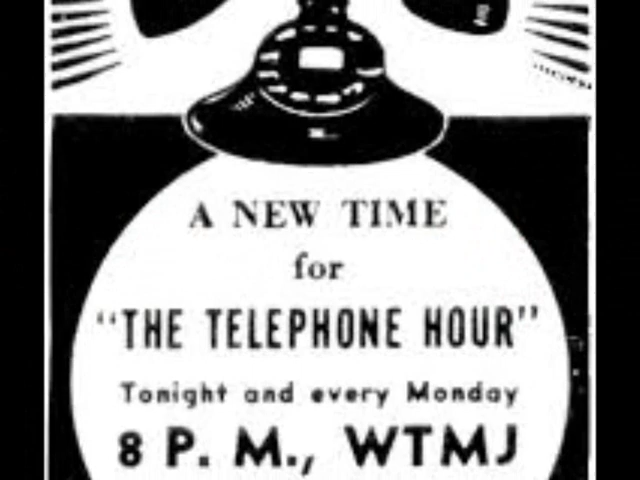 A NEW TIME
for
"THE TELEPHONE HOUR"
Tonight and every Monday
8 P. M., WTMJ